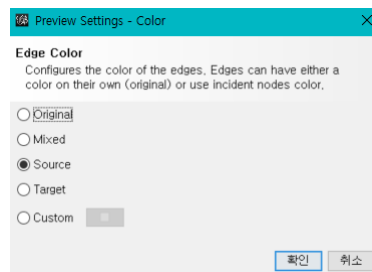 Preview Settings - Color
Edge Color
Configures the color of the edges, Edges can have either a
color on their own (original) or use incident nodes color,
Original
Mixed
Source
Target
Custom
확인 취소